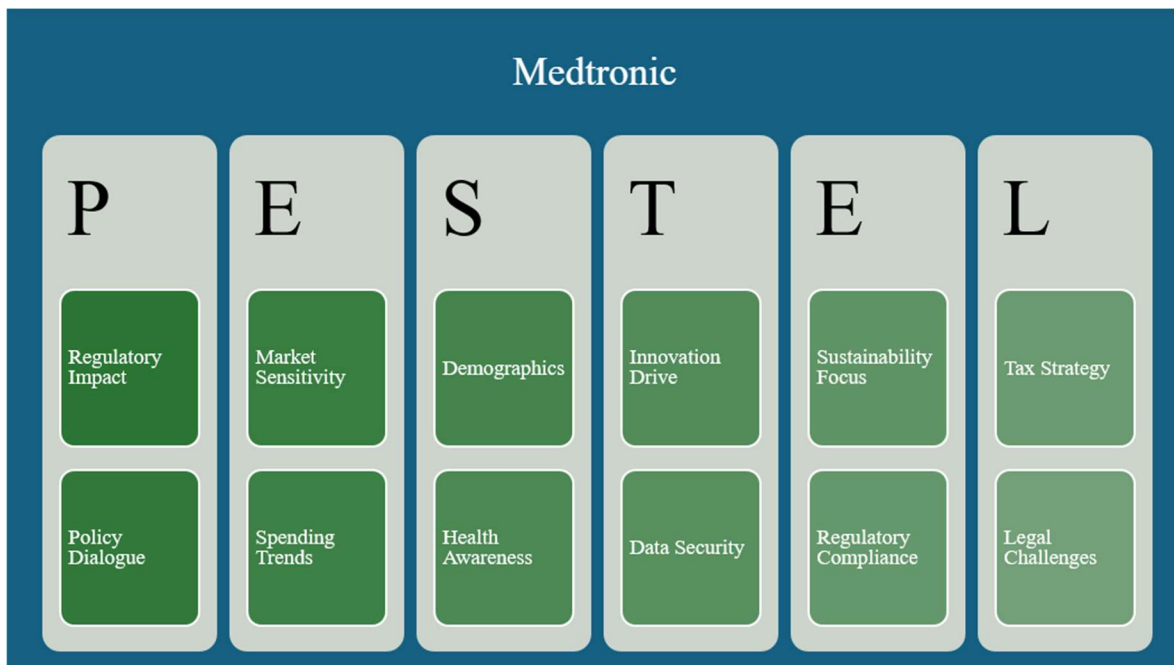 Medtronic
P
E
S
T
E
L
Regulatory
Impact
Market
Sensitivity
Demographics
Innovation
Drive
Sustainability
Focus
Tax Strategy
Policy
Dialogue
Spending
Trends
Health
Awareness
Data Security
Regulatory
Compliance
Legal
Challenges